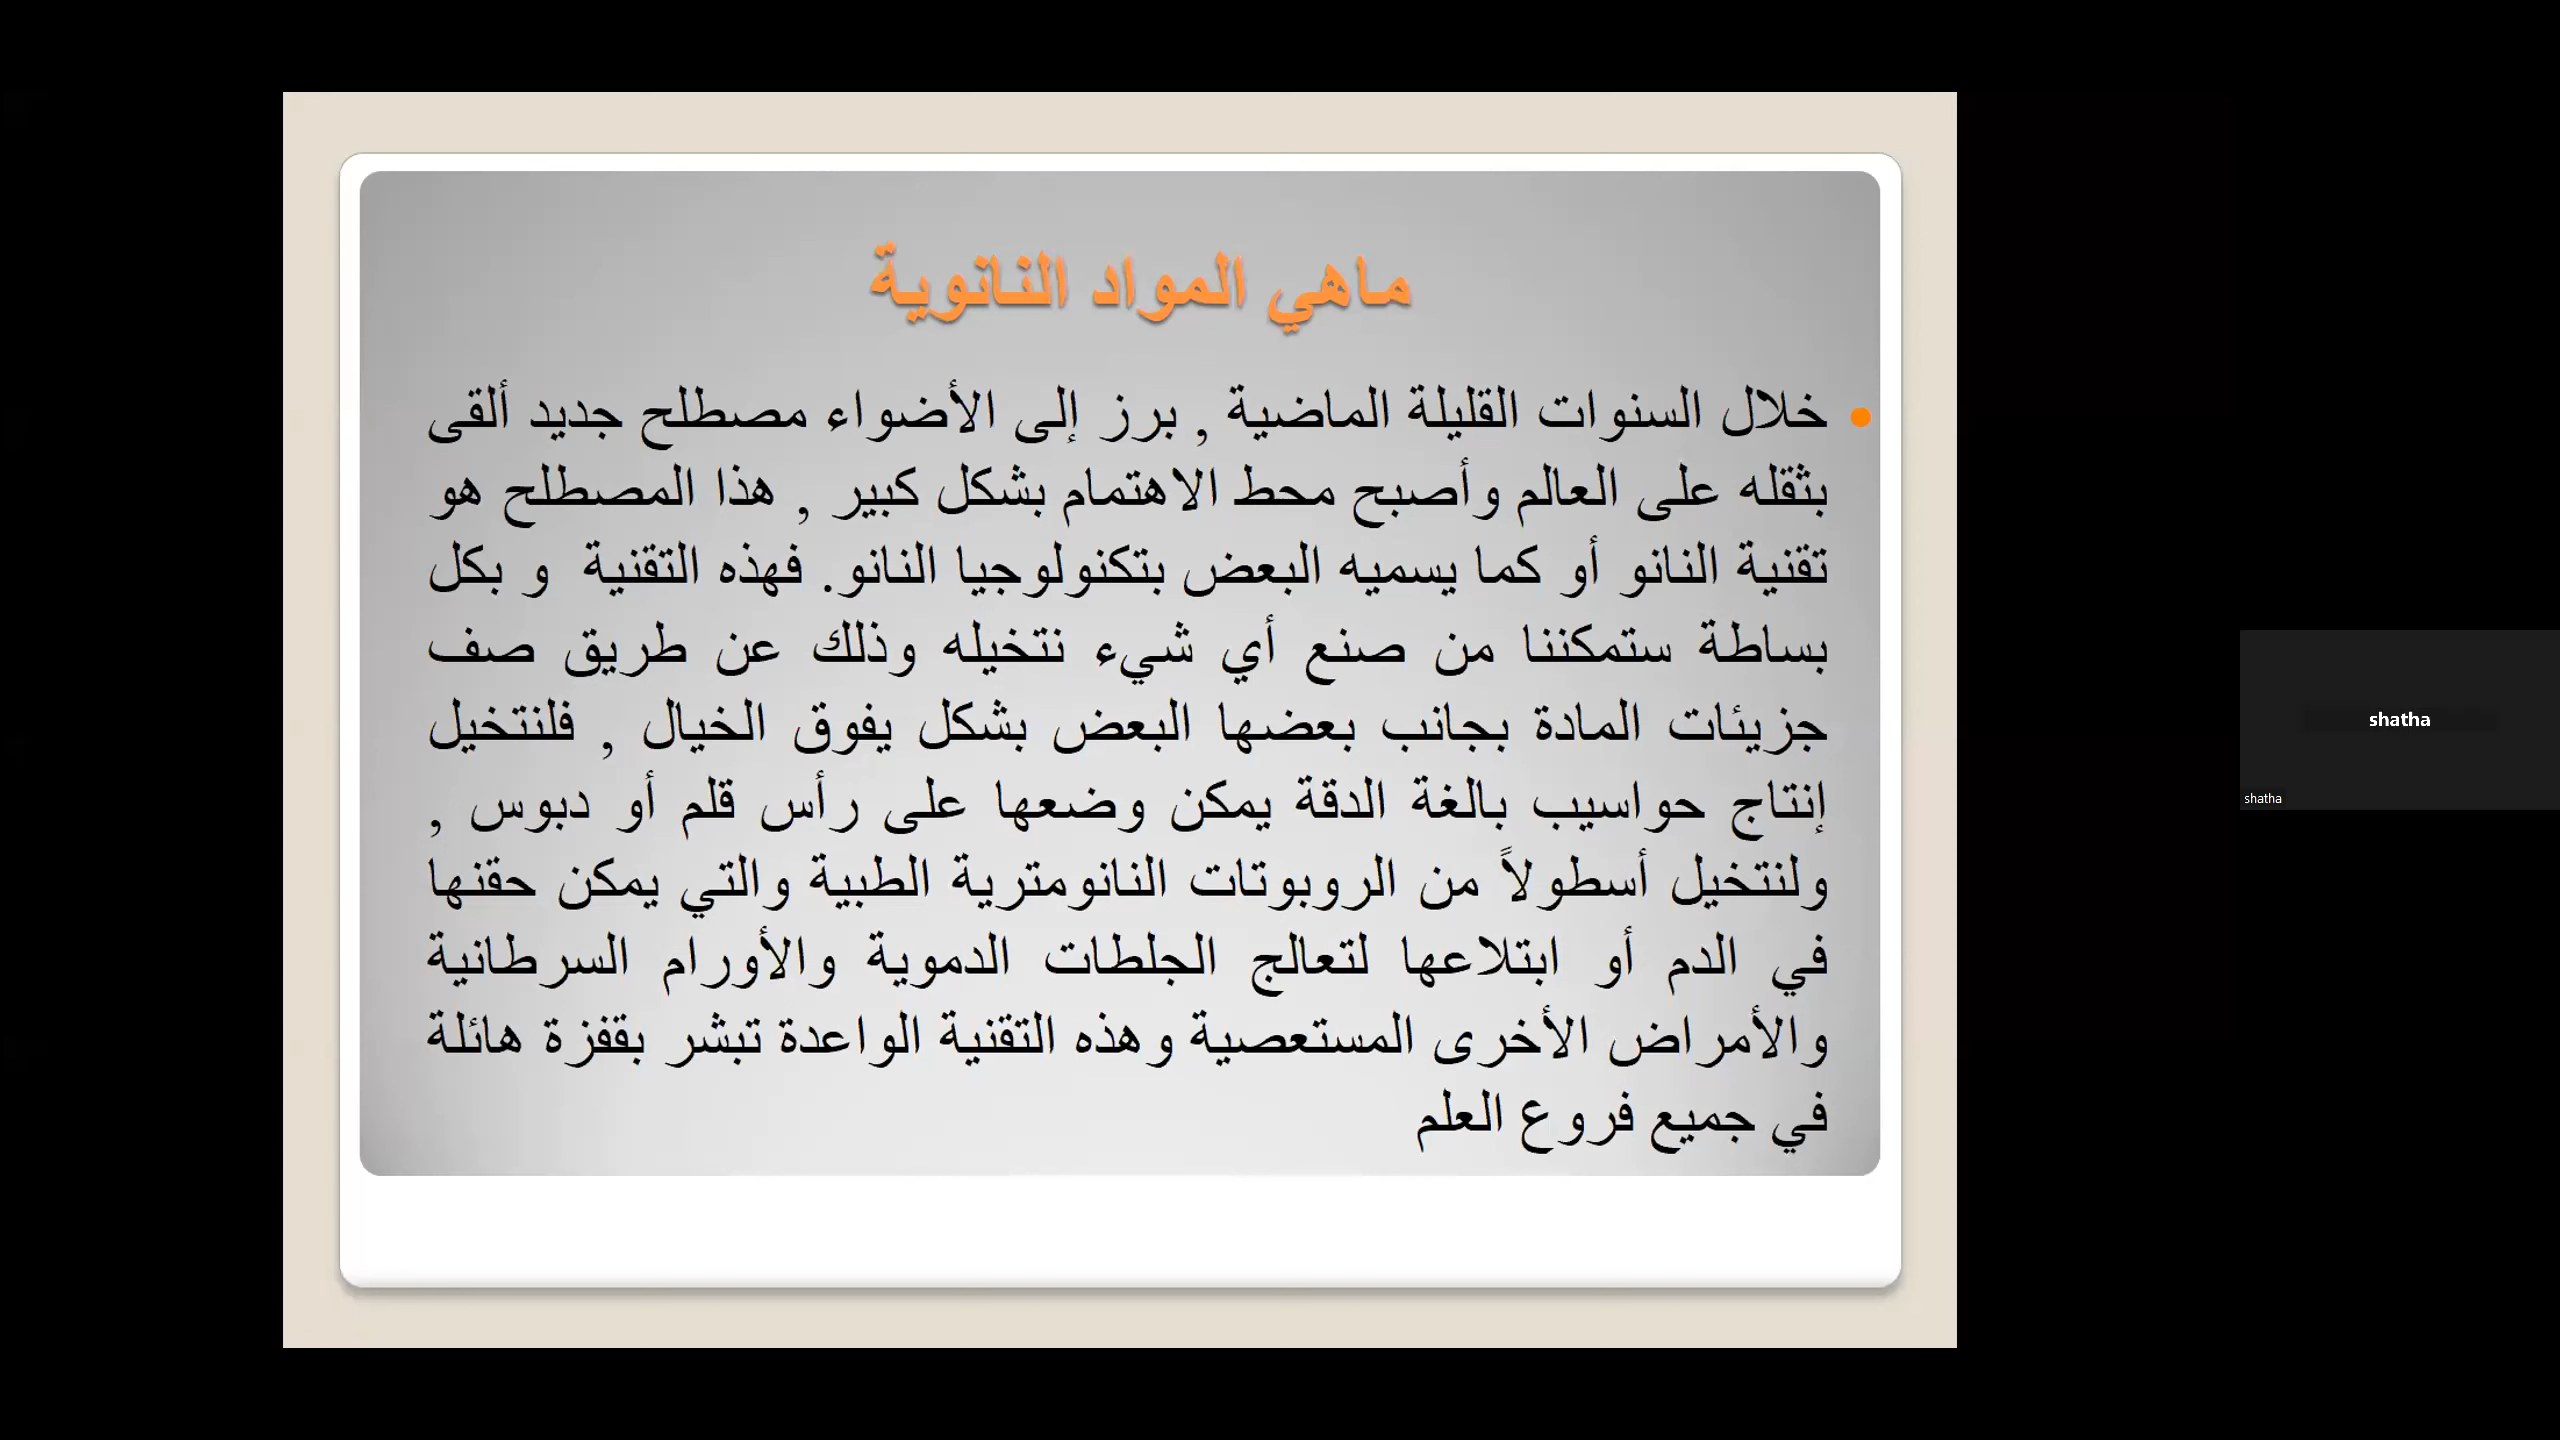 ماهي المواد النانوية
• خلال السنوات القليلة الماضية , برز إلى الأضواء مصطلح جديد ألقى
بثقله على العالم وأصبح محط الاهتمام بشكل كبير , هذا المصطلح هو
تقنية النانو أو كما يسميه البعض بتكنولوجيا النانو. فهذه التقنية و بكل
بساطة ستمكننا من صنع أي شيء نتخيله وذلك عن طريق صف
جزيئات المادة بجانب بعضها البعض بشكل يفوق الخيال , فلنتخيل
إنتاج حواسيب بالغة الدقة يمكن وضعها على رأس قلم أو دبوس ,
ولنتخيل أسطولاً من الروبوتات النانومترية الطبية والتي يمكن حقنها
في الدم أو ابتلاعها لتعالج الجلطات الدموية والأورام السرطانية
والأمراض الأخرى المستعصية وهذه التقنية الواعدة تبشر بقفزة هائلة
في جميع فروع العلم
shatha
shatha